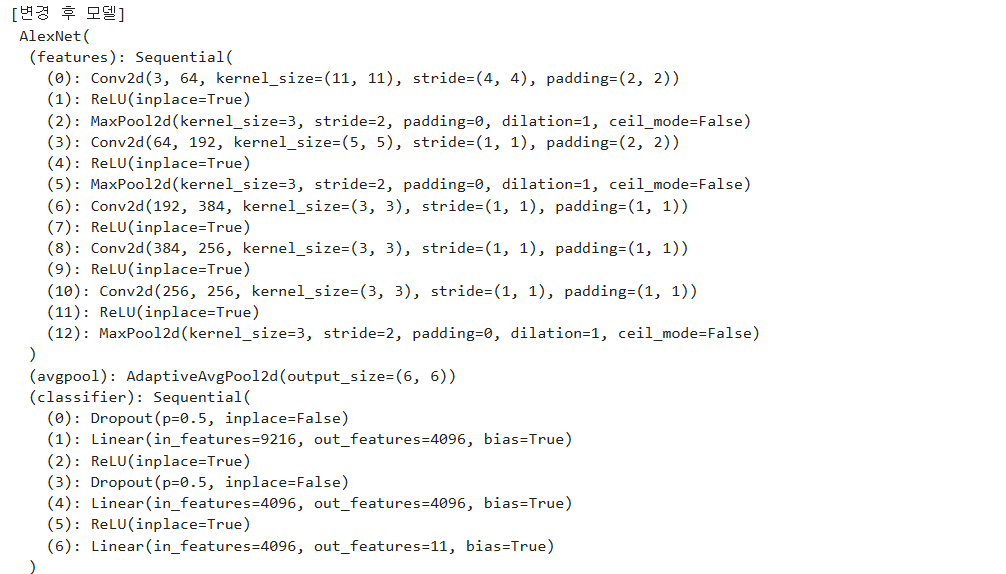 [변경 후 모델]
AlexNet(
  (features): Sequential(
    (0): Conv2d(3, 64, kernel_size=(11, 11), stride=(4, 4), padding=(2, 2))
    (1): ReLU(inplace=True)
    (2): MaxPool2d(kernel_size=3, stride=2, padding=0, dilation=1, ceil_mode=False)
    (3): Conv2d(64, 192, kernel_size=(5, 5), stride=(1, 1), padding=(2, 2))
    (4): ReLU(inplace=True)
    (5): MaxPool2d(kernel_size=3, stride=2, padding=0, dilation=1, ceil_mode=False)
    (6): Conv2d(192, 384, kernel_size=(3, 3), stride=(1, 1), padding=(1, 1))
    (7): ReLU(inplace=True)
    (8): Conv2d(384, 256, kernel_size=(3, 3), stride=(1, 1), padding=(1, 1))
    (9): ReLU(inplace=True)
    (10): Conv2d(256, 256, kernel_size=(3, 3), stride=(1, 1), padding=(1, 1))
    (11): ReLU(inplace=True)
    (12): MaxPool2d(kernel_size=3, stride=2, padding=0, dilation=1, ceil_mode=False)
  )
  (avgpool): AdaptiveAvgPool2d(output_size=(6, 6))
  (classifier): Sequential(
    (0): Dropout(p=0.5, inplace=False)
    (1): Linear(in_features=9216, out_features=4096, bias=True)
    (2): ReLU(inplace=True)
    (3): Dropout(p=0.5, inplace=False)
    (4): Linear(in_features=4096, out_features=4096, bias=True)
    (5): ReLU(inplace=True)
    (6): Linear(in_features=4096, out_features=11, bias=True)
  )